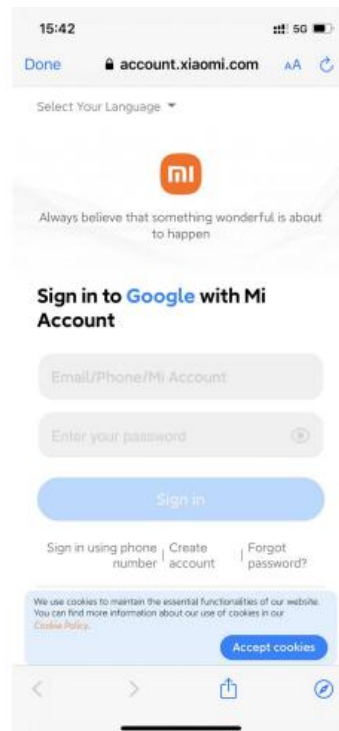 15:42
5G
Done account.xiaomi.com AA
Select Your Language
mi
Always believe that something wonderful is about
to happen
Sign in to Google with Mi
Account
Email/Phone/Mi Account
Enter your password
Sign in
Sign in using phone number | Create account | Forgot password?
We use cookies to maintain the essential functionalities of our website.
You can find more information about our use of cookies in our
Cookie Policy.
Accept cookies